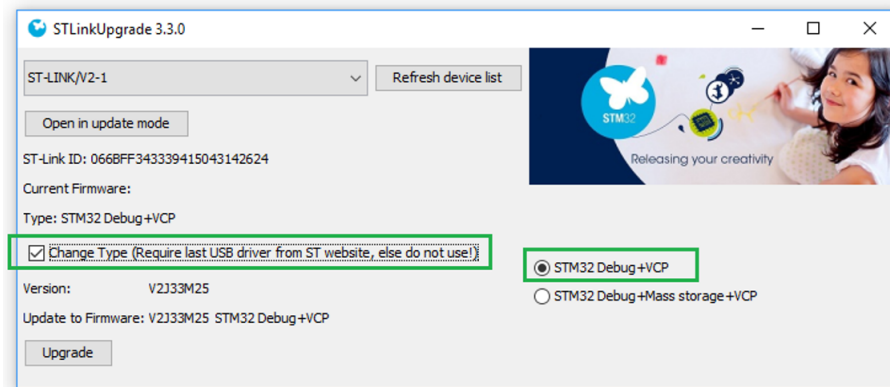 STLinkUpgrade 3.3.0
ST-LINK/V2-1
Refresh device list
Open in update mode
STM32
Releasing your creativity
ST-Link ID: 066BFF343339415043142624
Current Firmware:
Type: STM32 Debug+VCP
Change Type (Require last USB driver from ST website, else do not use!)
STM32 Debug+VCP
STM32 Debug+Mass storage+VCP
Version: V2J33M25
Update to Firmware: V2J33M25 STM32 Debug+VCP
Upgrade